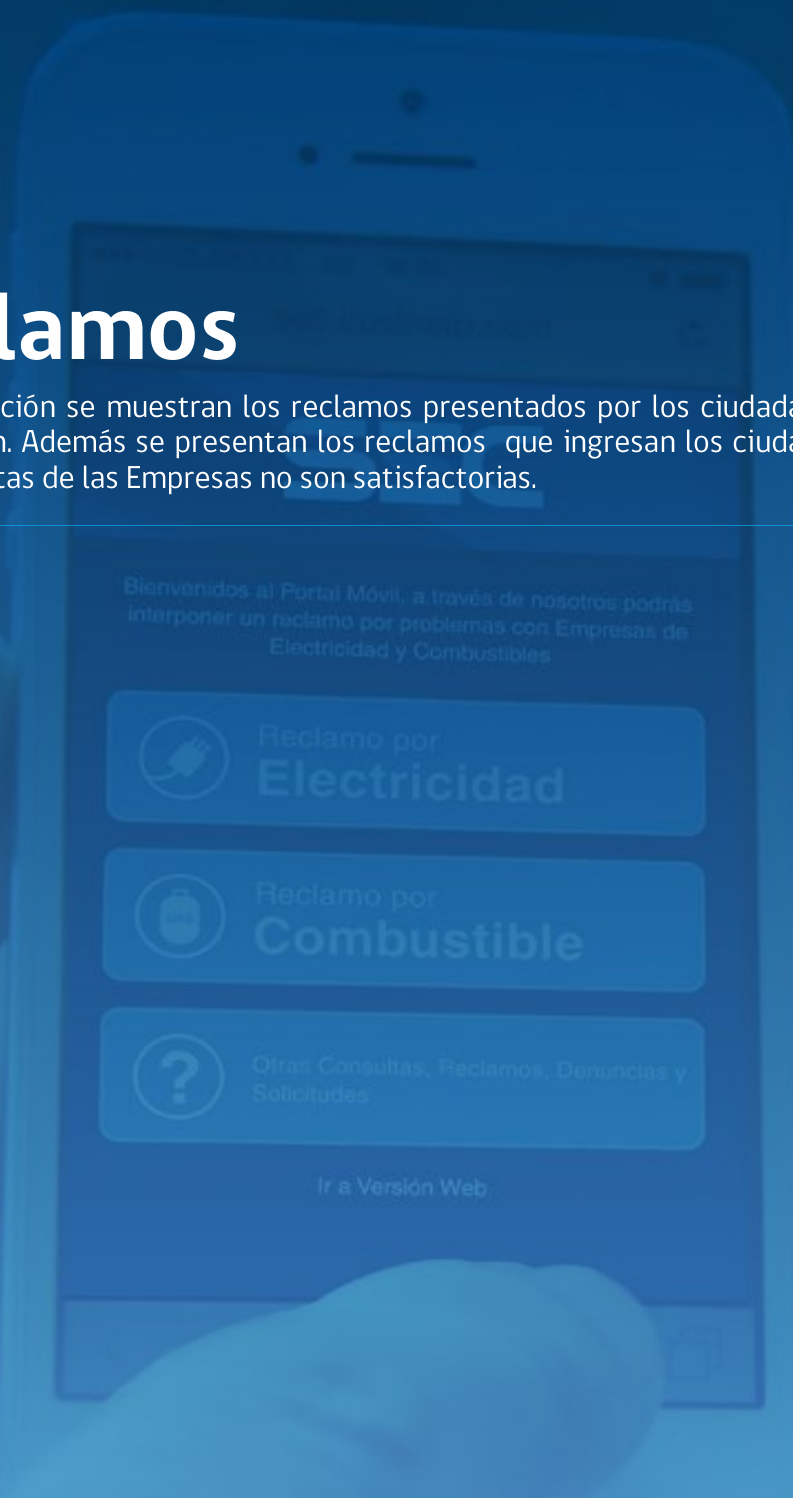 lamos
ción se muestran los reclamos presentados por los ciudada
n. Además se presentan los reclamos que ingresan los ciuda
tas de las Empresas no son satisfactorias.
SEC
Bienvenidos al Portal Móvil, a través de nosotros podrás
interponer un reclamo por problemas con Empresas de
Electricidad y Combustibles
Reclamo por
Electricidad
Reclamo por
Combustible
Otras Consultas, Reclamos, Denuncias y
Solicitudes
Ir a Versión Web